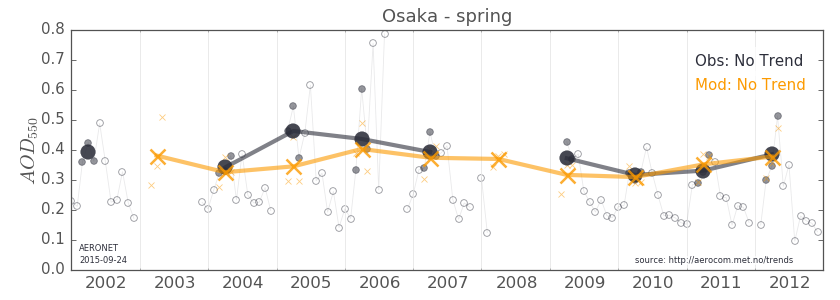 Osaka - spring
0.8
0.7
0.6
0.5
0.4
0.3
0.2
0.1
0.0
AOD550
Obs: No Trend
Mod: No Trend
AERONET
2015-09-24
source: http://aerocom.met.no/trends
2002 2003 2004 2005 2006 2007 2008 2009 2010 2011 2012